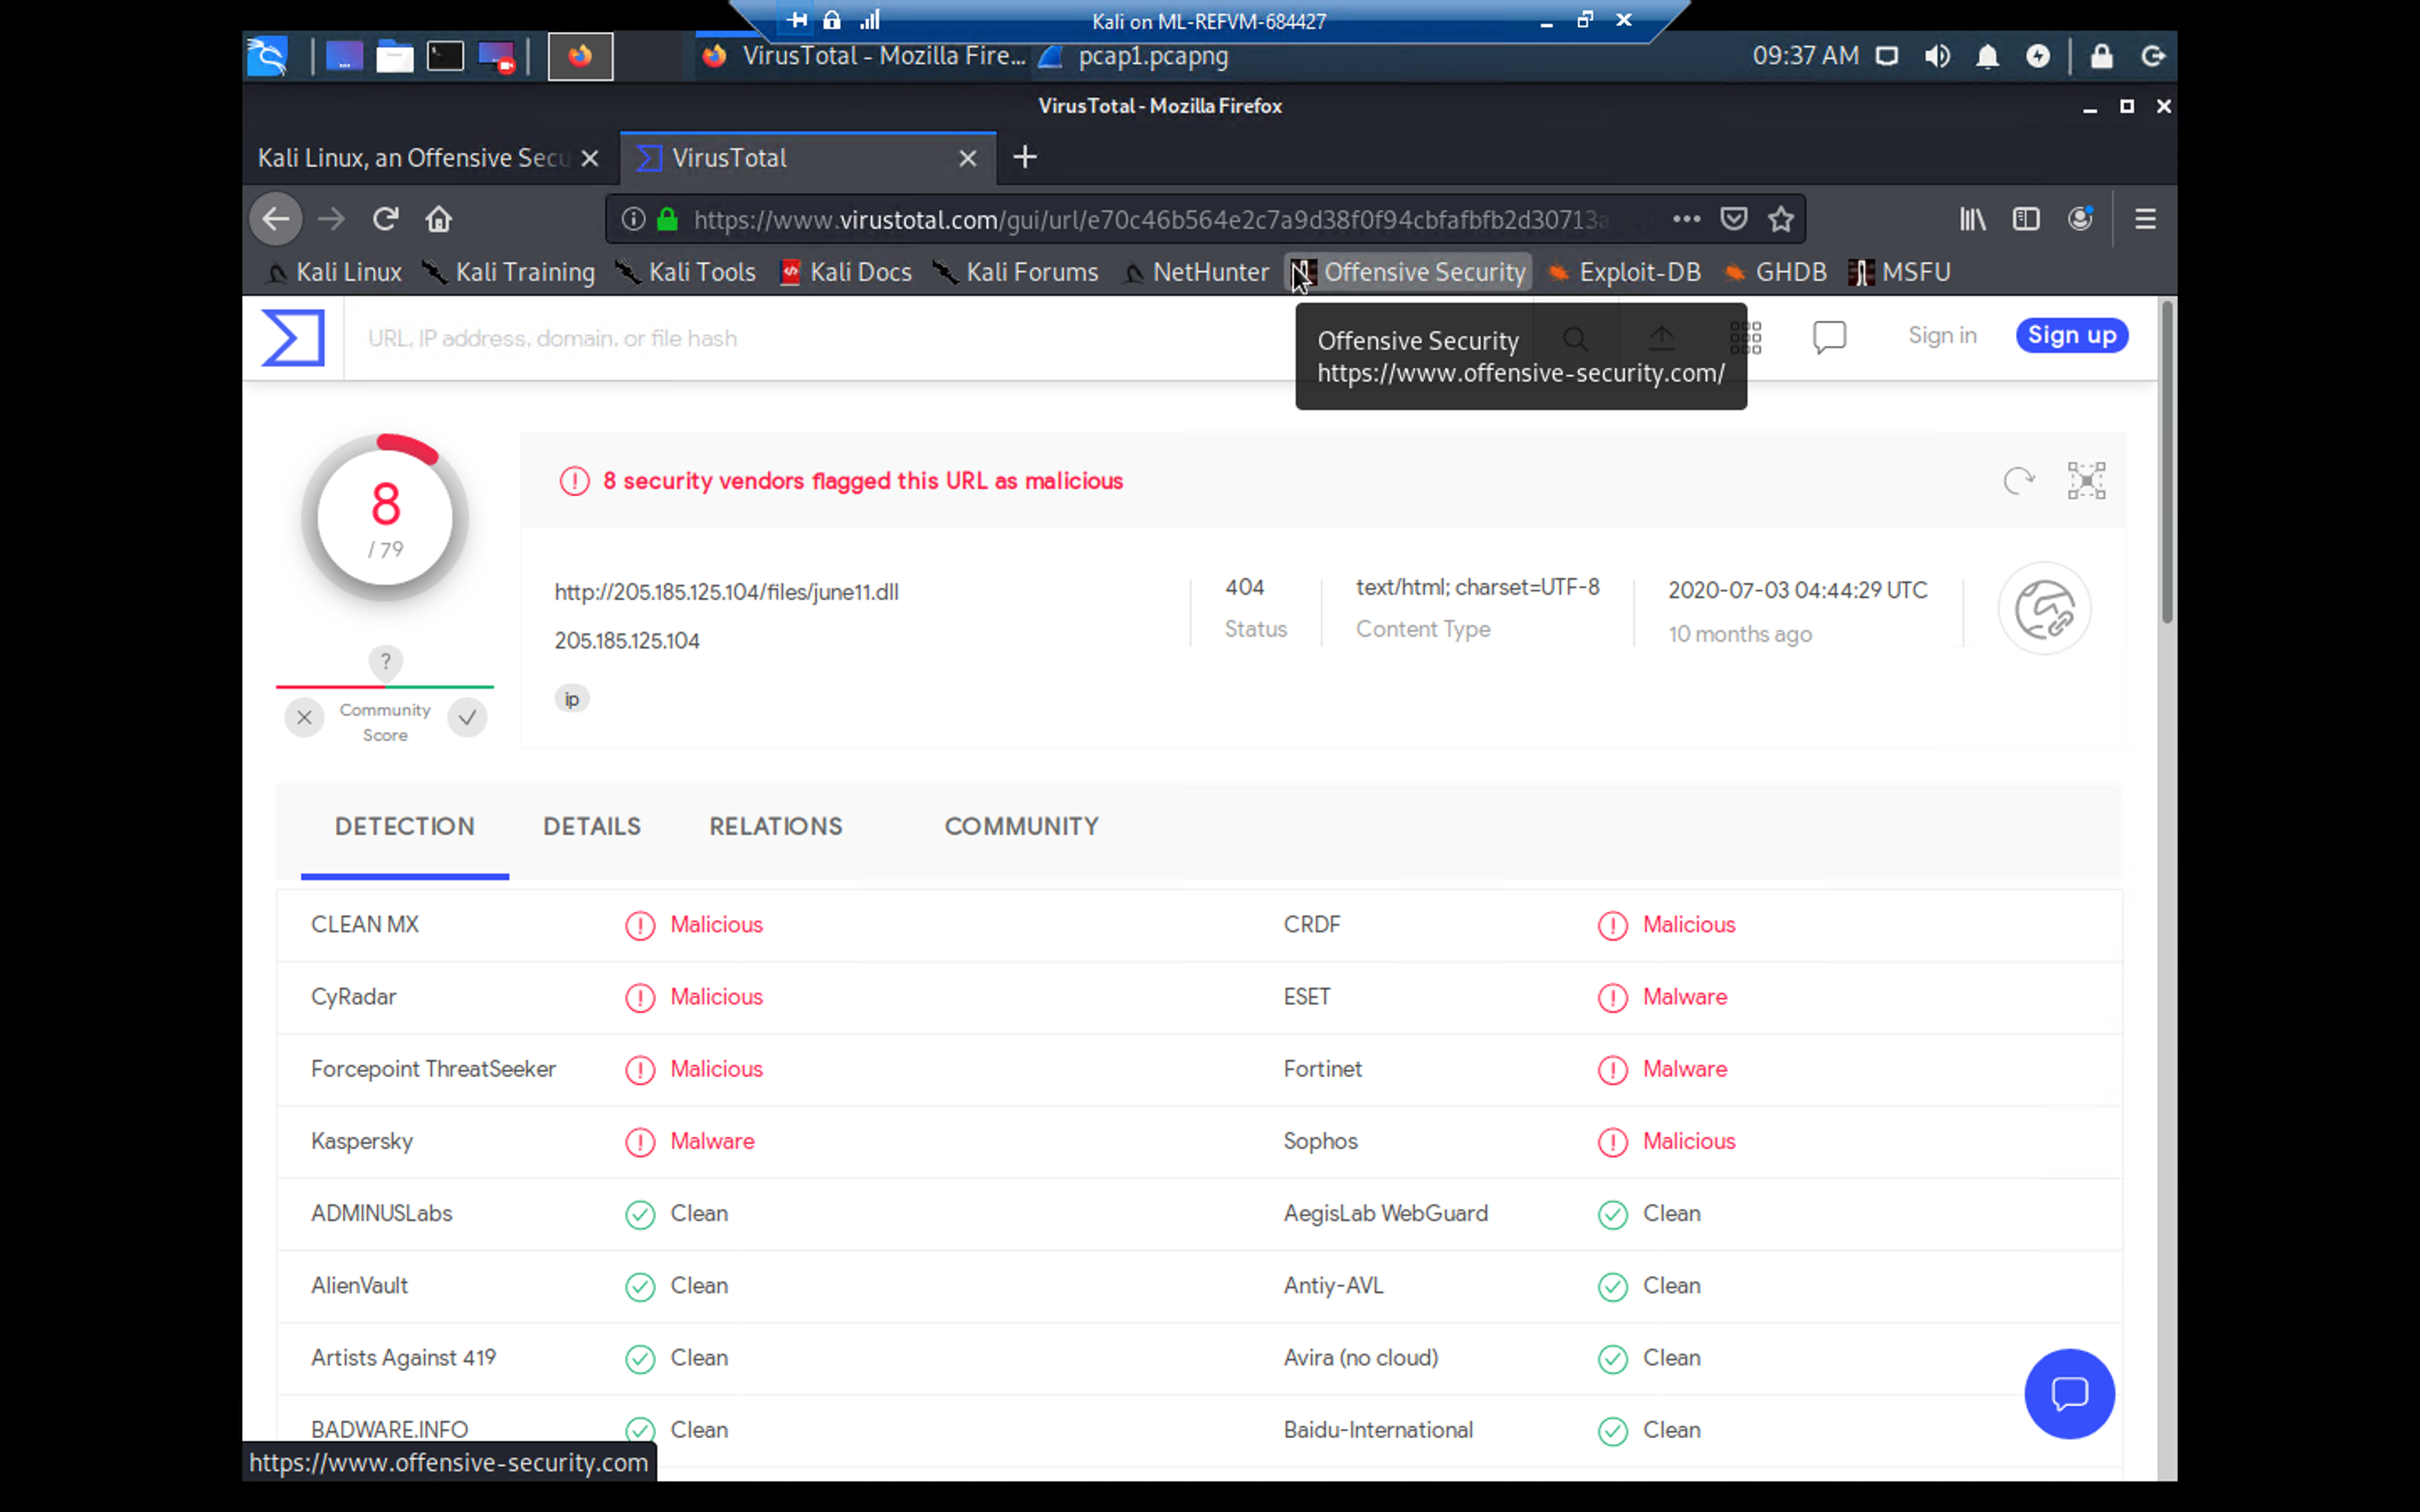 Kali on ML-REFVM-684427
VirusTotal - Mozilla Fire... pcap1.pcapng 09:37 AM
VirusTotal - Mozilla Firefox
Kali Linux, an Offensive Secu VirusTotal
https://www.virustotal.com/gui/url/e70c46b564e2c7a9d38f0f94cbfafbfb2d30713a
Kali Linux Kali Training Kali Tools Kali Docs Kali Forums NetHunter Offensive Security Exploit-DB GHDB MSFU
URL, IP address, domain, or file hash
Sign in Sign up
Offensive Security
https://www.offensive-security.com/
8
/ 79
8 security vendors flagged this URL as malicious
http://205.185.125.104/files/june11.dll
205.185.125.104
ip
404
Status
text/html; charset=UTF-8
Content Type
2020-07-03 04:44:29 UTC
10 months ago
?
Community
Score
DETECTION DETAILS RELATIONS COMMUNITY
CLEAN MX Malicious CRDF Malicious
CyRadar Malicious ESET Malware
Forcepoint ThreatSeeker Malicious Fortinet Malware
Kaspersky Malware Sophos Malicious
ADMINUSLabs Clean AegisLab WebGuard Clean
AlienVault Clean Antiy-AVL Clean
Artists Against 419 Clean Avira (no cloud) Clean
BADWARE.INFO Clean Baidu-International Clean
https://www.offensive-security.com